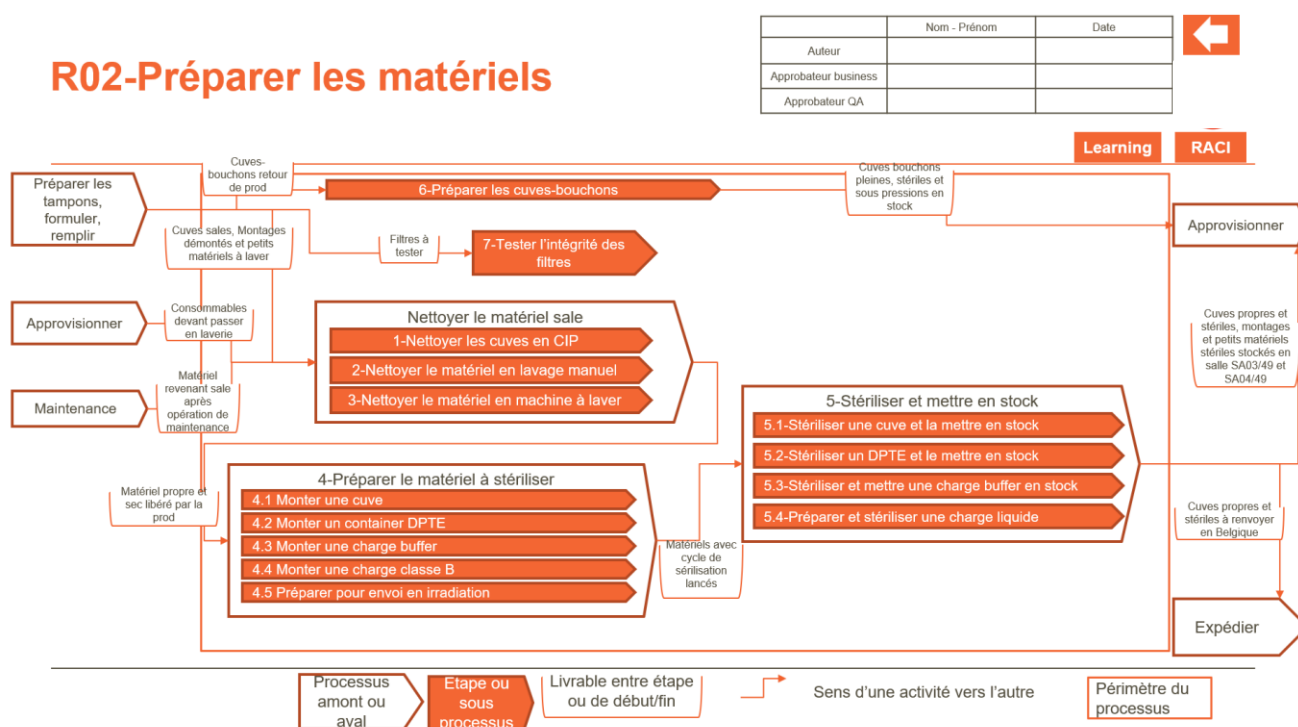 R02-Préparer les matériels
Nom - Prénom
Date
Auteur
Approbateur business
Approbateur QA
Learning
RACI
Préparer les
tampons,
formuler,
remplir
Cuves-
bouchons retour
de prod
6-Préparer les cuves-bouchons
Cuves bouchons
pleines, stériles et
sous pressions en
stock
Approvisionner
Cuves sales, Montages
démontés et petits
matériels à laver
Filtres à
tester
7-Tester l'intégrité des
filtres
Approvisionner
Consommables
devant passer
en laverie
Nettoyer le matériel sale
1-Nettoyer les cuves en CIP
2-Nettoyer le matériel en lavage manuel
3-Nettoyer le matériel en machine à laver
Cuves propres et
stériles, montages
et petits matériels
stériles stockés en
salle SA03/49 et
SA04/49
Maintenance
Matériel
revenant sale
après
opération de
maintenance
5-Stériliser et mettre en stock
5.1-Stériliser une cuve et la mettre en stock
5.2-Stériliser un DPTE et le mettre en stock
5.3-Stériliser et mettre une charge buffer en stock
5.4-Préparer et stériliser une charge liquide
Matériel propre et
sec libéré par la
prod
4-Préparer le matériel à stériliser
4.1 Monter une cuve
4.2 Monter un container DPTE
4.3 Monter une charge buffer
4.4 Monter une charge classe B
4.5 Préparer pour envoi en irradiation
Matériels avec
cycle de
sérilisation
lancés
Cuves propres et
stériles à renvoyer
en Belgique
Expédier
Processus
amont ou
aval
Etape ou
sous
processus
Livrable entre étape
ou de début/fin
Sens d'une activité vers l'autre
Périmètre du
processus